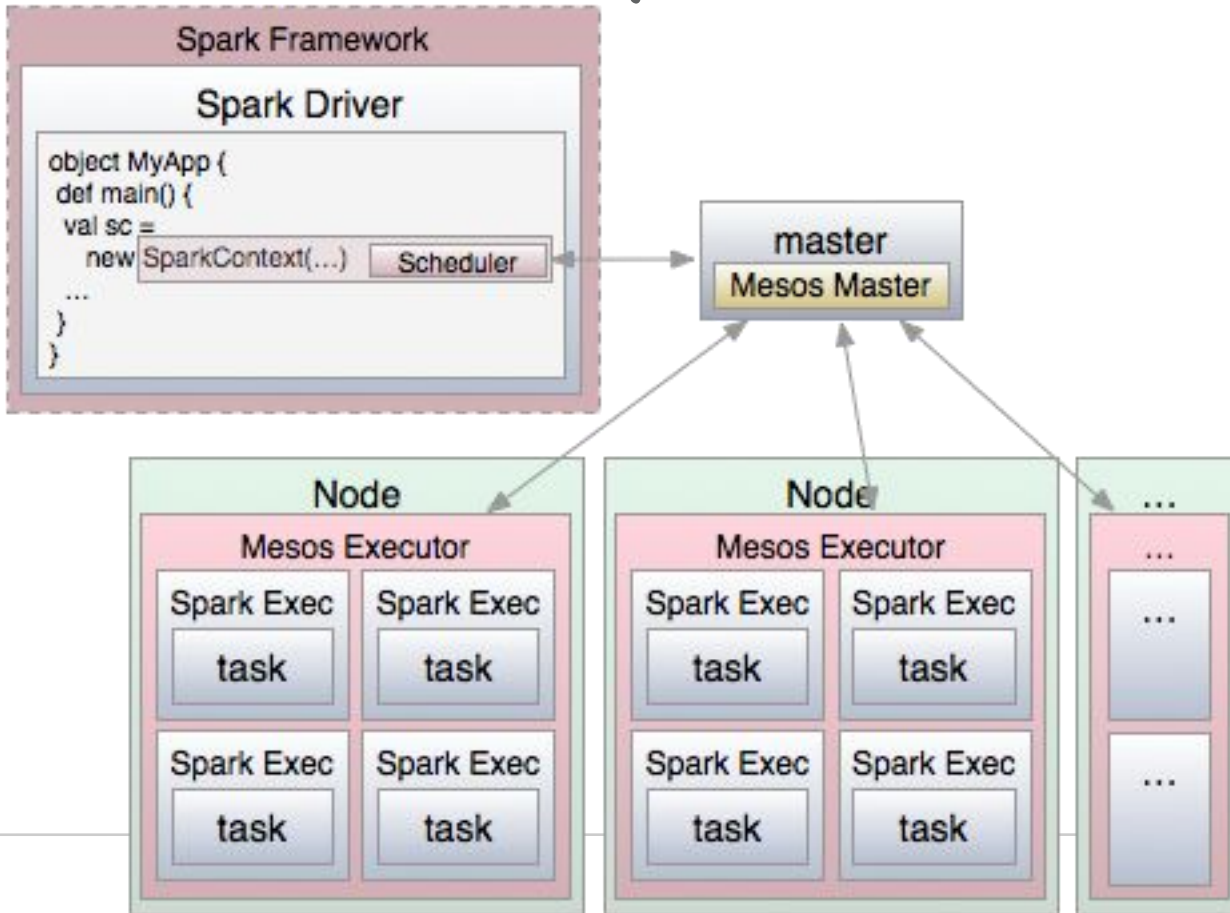 Spark Framework
Spark Driver
object MyApp {
def main() {
val sc =
new SparkContext(...) Scheduler
...
}
}
master
Mesos Master
Node
Mesos Executor
Spark Exec Spark Exec
task task
Spark Exec Spark Exec
task task
Node
Mesos Executor
Spark Exec Spark Exec
task task
Spark Exec Spark Exec
task task
...
...
...
...